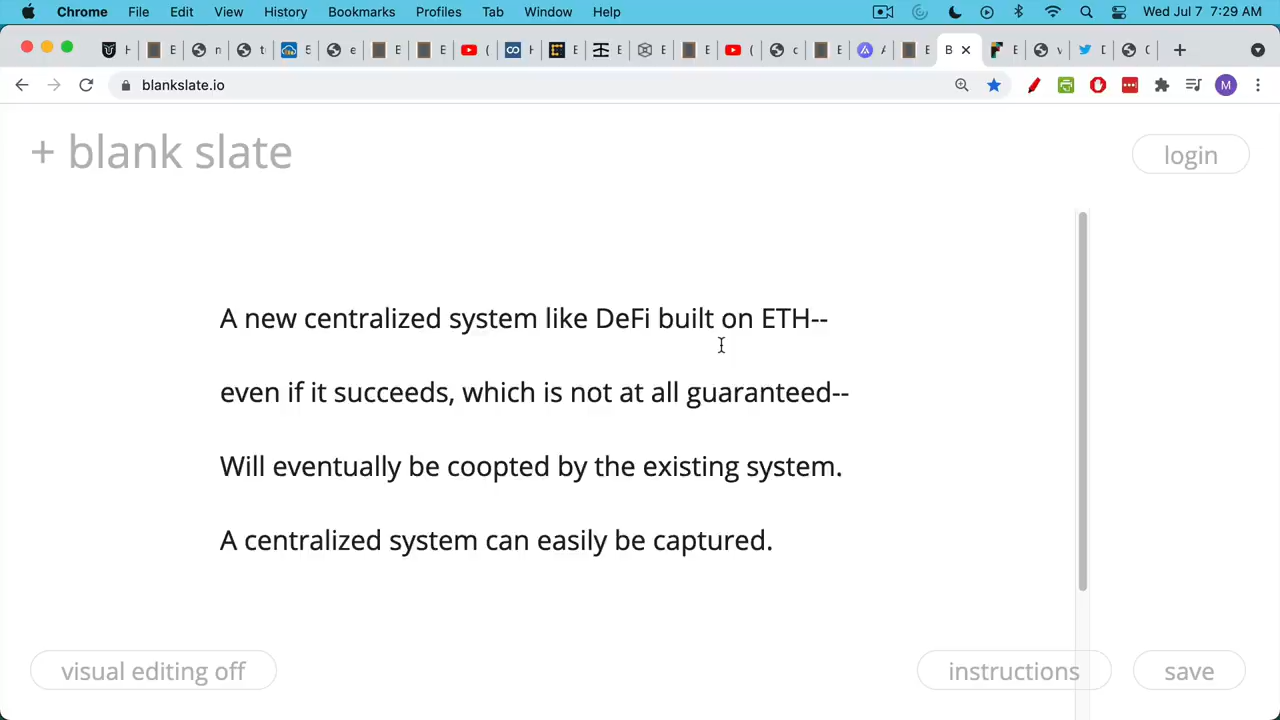 Chrome File Edit View History Bookmarks Profiles Tab Window Help Wed Jul 7 7:29 AM
H E n t 5 e E E ( H E E E E ( c E A E B E v D C
blankslate.io M
+ blank slate login
A new centralized system like DeFi built on ETH--
even if it succeeds, which is not at all guaranteed--
Will eventually be coopted by the existing system.
A centralized system can easily be captured.
visual editing off instructions save